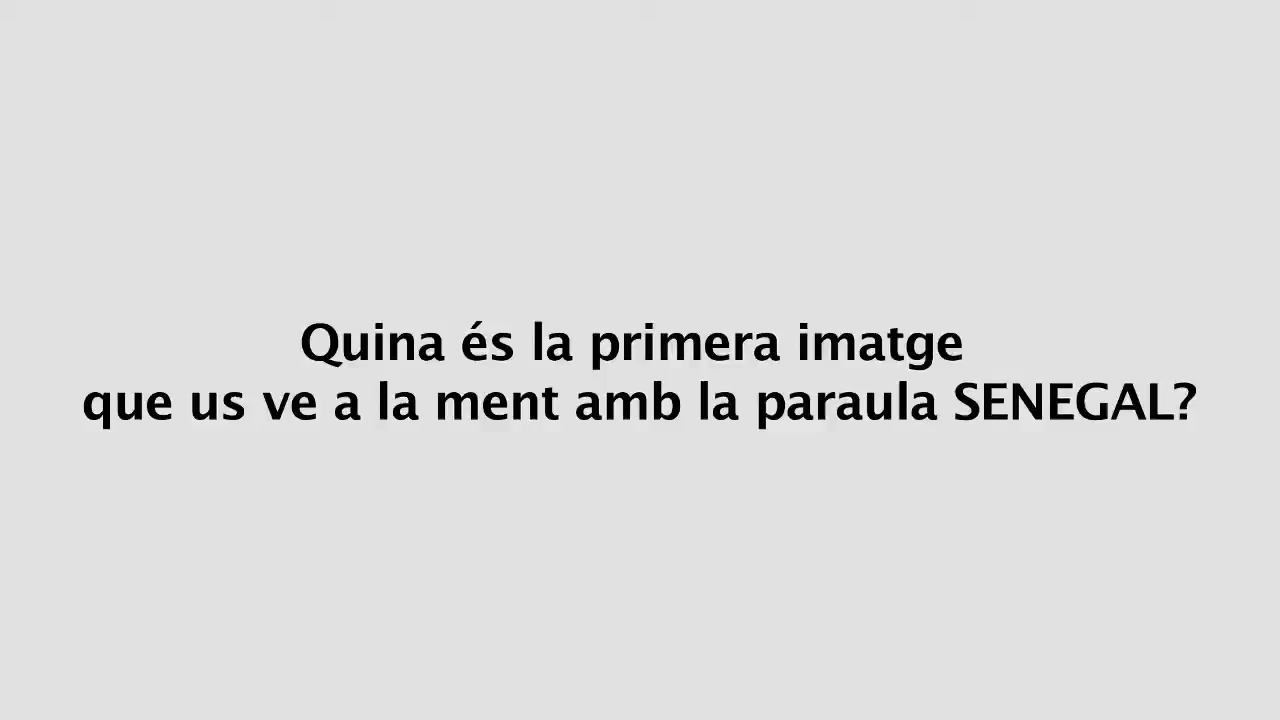 Quina és la primera imatge
que us ve a la ment amb la paraula SENEGAL?